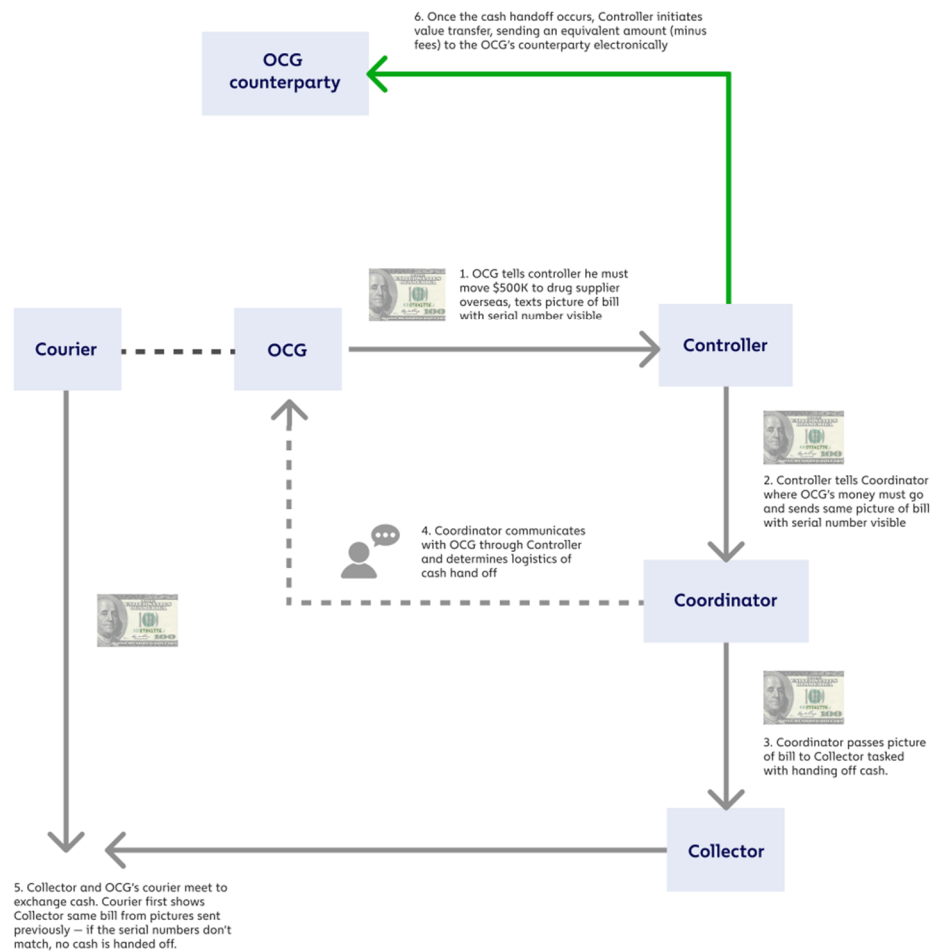 6. Once the cash handoff occurs, Controller initiates
value transfer, sending an equivalent amount (minus
fees) to the OCG's counterparty electronically
OCG
counterparty
1. OCG tells controller he must
move $500K to drug supplier
overseas, texts picture of bill
with serial number visible
Courier
OCG
Controller
2. Controller tells Coordinator
where OCG's money must go
and sends same picture of bill
with serial number visible
4. Coordinator communicates
with OCG through Controller
and determines logistics of
cash hand off
Coordinator
3. Coordinator passes picture
of bill to Collector tasked
with handing off cash.
Collector
5. Collector and OCG's courier meet to
exchange cash. Courier first shows
Collector same bill from pictures sent
previously — if the serial numbers don't
match, no cash is handed off.